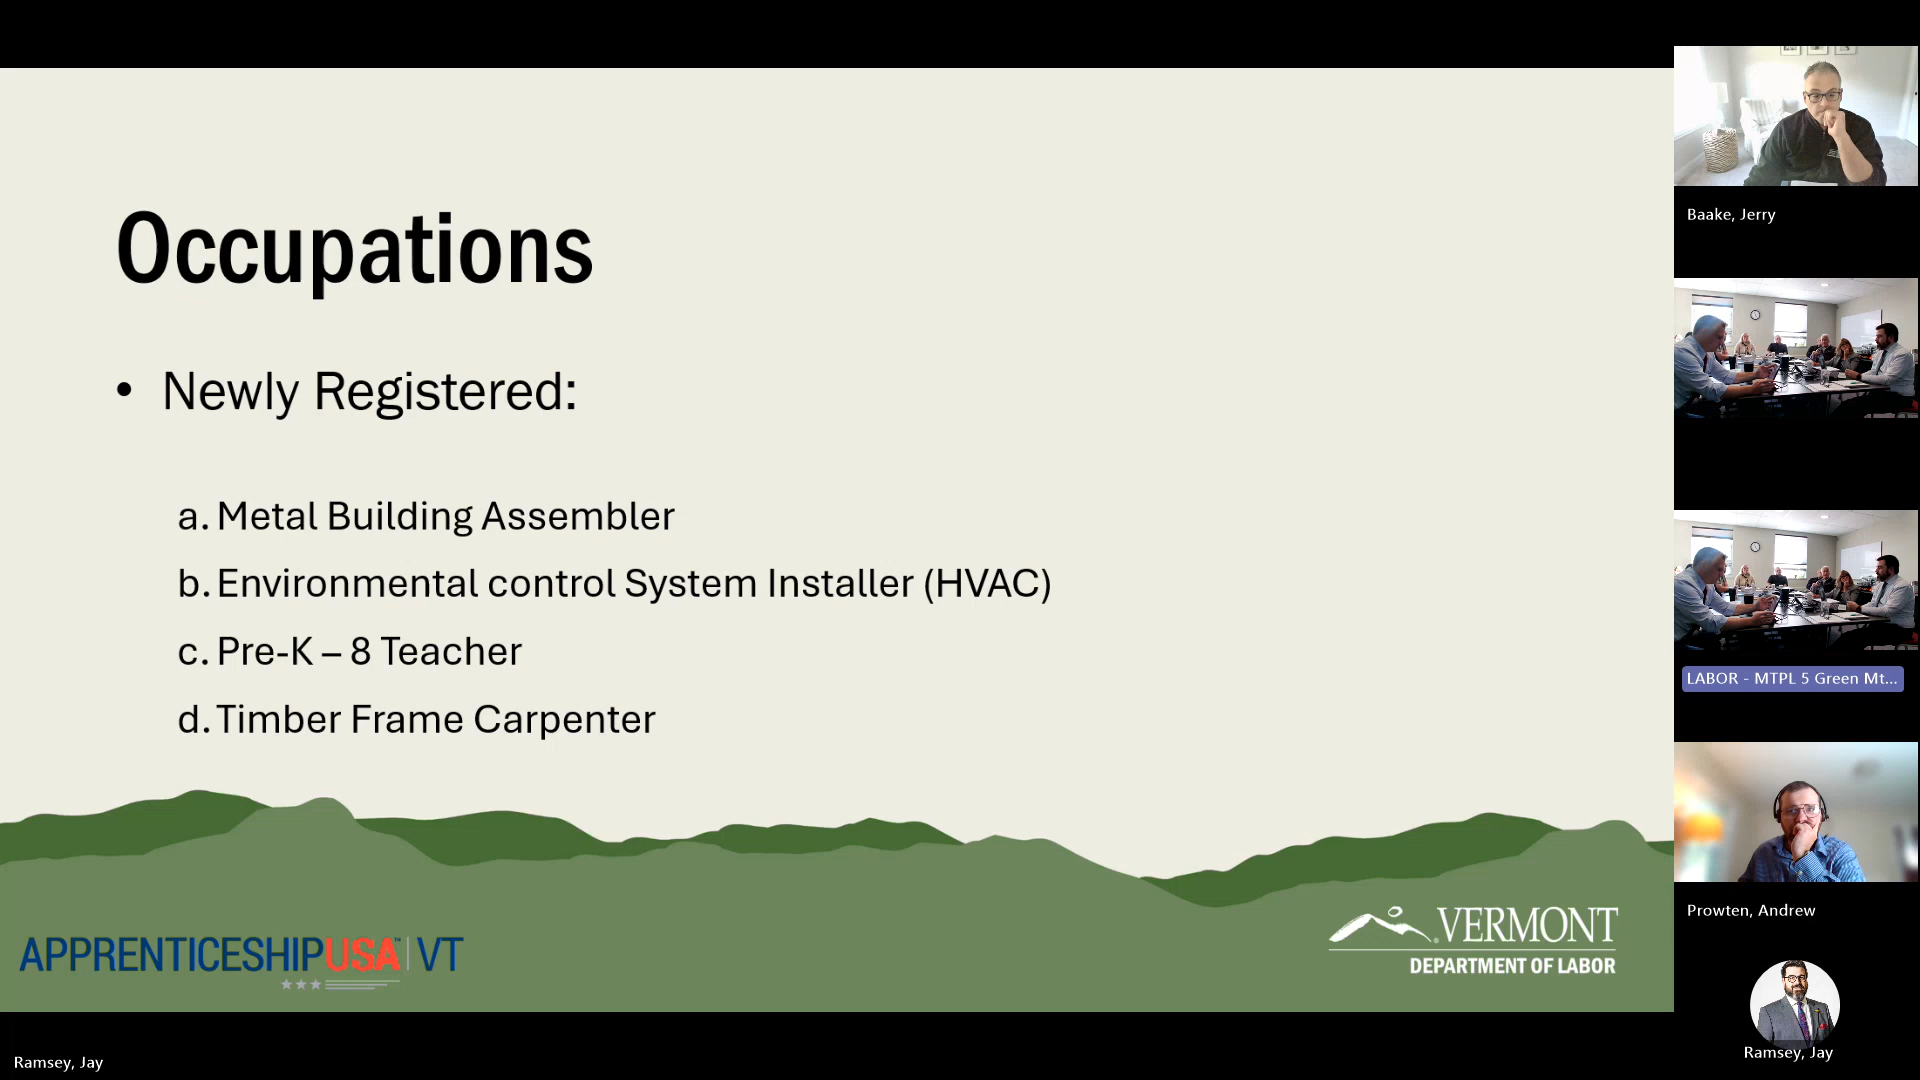 Occupations
• Newly Registered:
a. Metal Building Assembler
b. Environmental control System Installer (HVAC)
c. Pre-K – 8 Teacher
d. Timber Frame Carpenter
APPRENTICESHIPUSA™ | VT
VERMONT
DEPARTMENT OF LABOR
Ramsey, Jay
Baake, Jerry
LABOR - MTPL 5 Green Mt...
Prowten, Andrew
Ramsey, Jay